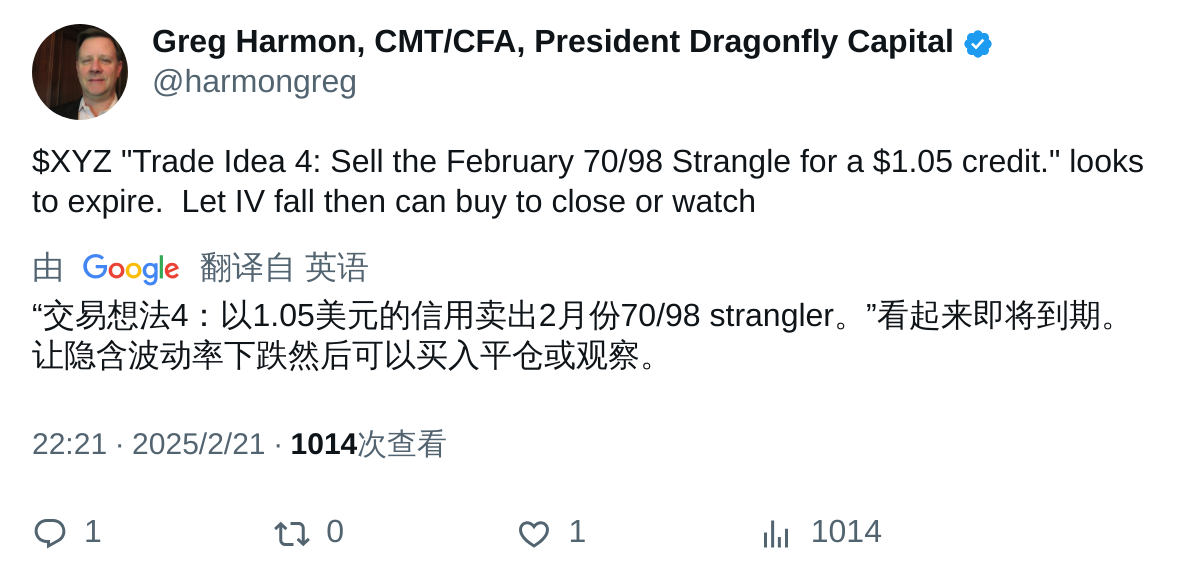 Greg Harmon, CMT/CFA, President Dragonfly Capital
@harmongreg
$XYZ "Trade Idea 4: Sell the February 70/98 Strangle for a $1.05 credit." looks
to expire.  Let IV fall then can buy to close or watch
由 Google 翻译自 英语
“交易想法4：以1.05美元的信用卖出2月份70/98 strangler。”看起来即将到期。
让隐含波动率下跌然后可以买入平仓或观察。
22:21 · 2025/2/21 · 1014次查看
1 0 1 1014